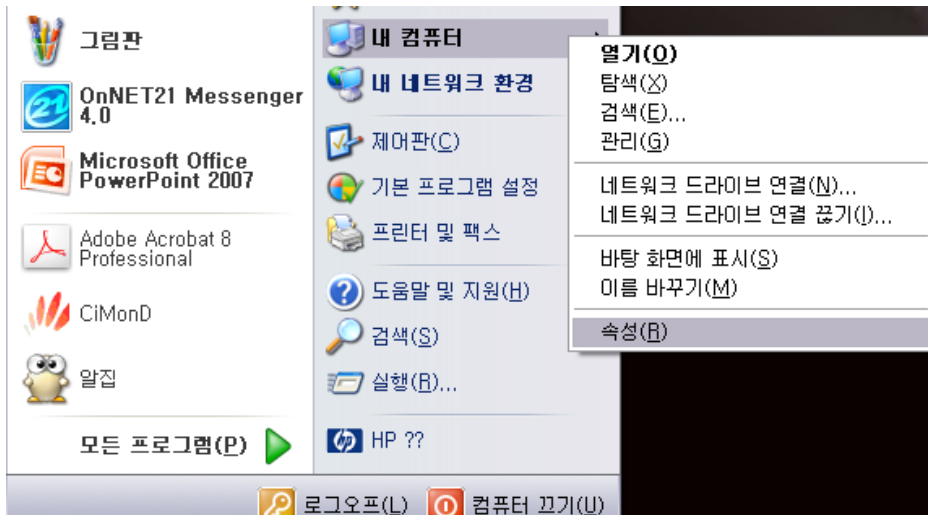 그림판
OnNET21 Messenger
4.0
Microsoft Office
PowerPoint 2007
Adobe Acrobat 8
Professional
CiMonD
알집
모든 프로그램(P)
내 컴퓨터
내 네트워크 환경
제어판(C)
기본 프로그램 설정
프린터 및 팩스
도움말 및 지원(H)
검색(S)
실행(R)...
HP ??
로그오프(L)
컴퓨터 끄기(U)
열기(O)
탐색(X)
검색(E)...
관리(G)
네트워크 드라이브 연결(N)...
네트워크 드라이브 연결 끊기(I)...
바탕 화면에 표시(S)
이름 바꾸기(M)
속성(R)